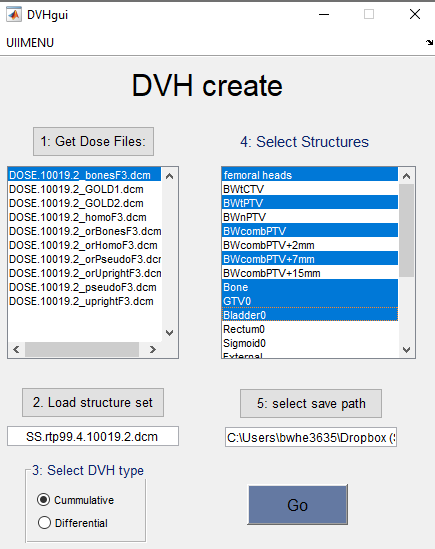 DVHgui
UIIMENU
DVH create
1: Get Dose Files:
DOSE.10019.2_bonesF3.dcm
DOSE.10019.2_GOLD1.dcm
DOSE.10019.2_GOLD2.dcm
DOSE.10019.2_homoF3.dcm
DOSE.10019.2_orBonesF3.dcm
DOSE.10019.2_orHomoF3.dcm
DOSE.10019.2_orPseudoF3.dcm
DOSE.10019.2_orUprightF3.dcm
DOSE.10019.2_pseudoF3.dcm
DOSE.10019.2_uprightF3.dcm
4: Select Structures
femoral heads
BWtCTV
BWtPTV
BWnPTV
BWcombPTV
BWcombPTV+2mm
BWcombPTV+7mm
BWcombPTV+15mm
Bone
GTV0
Bladder0
Rectum0
Sigmoid0
External
2. Load structure set
SS.rtp99.4.10019.2.dcm
5: select save path
C:\Users\bwhe3635\Dropbox (
3: Select DVH type
Cummulative
Differential
Go